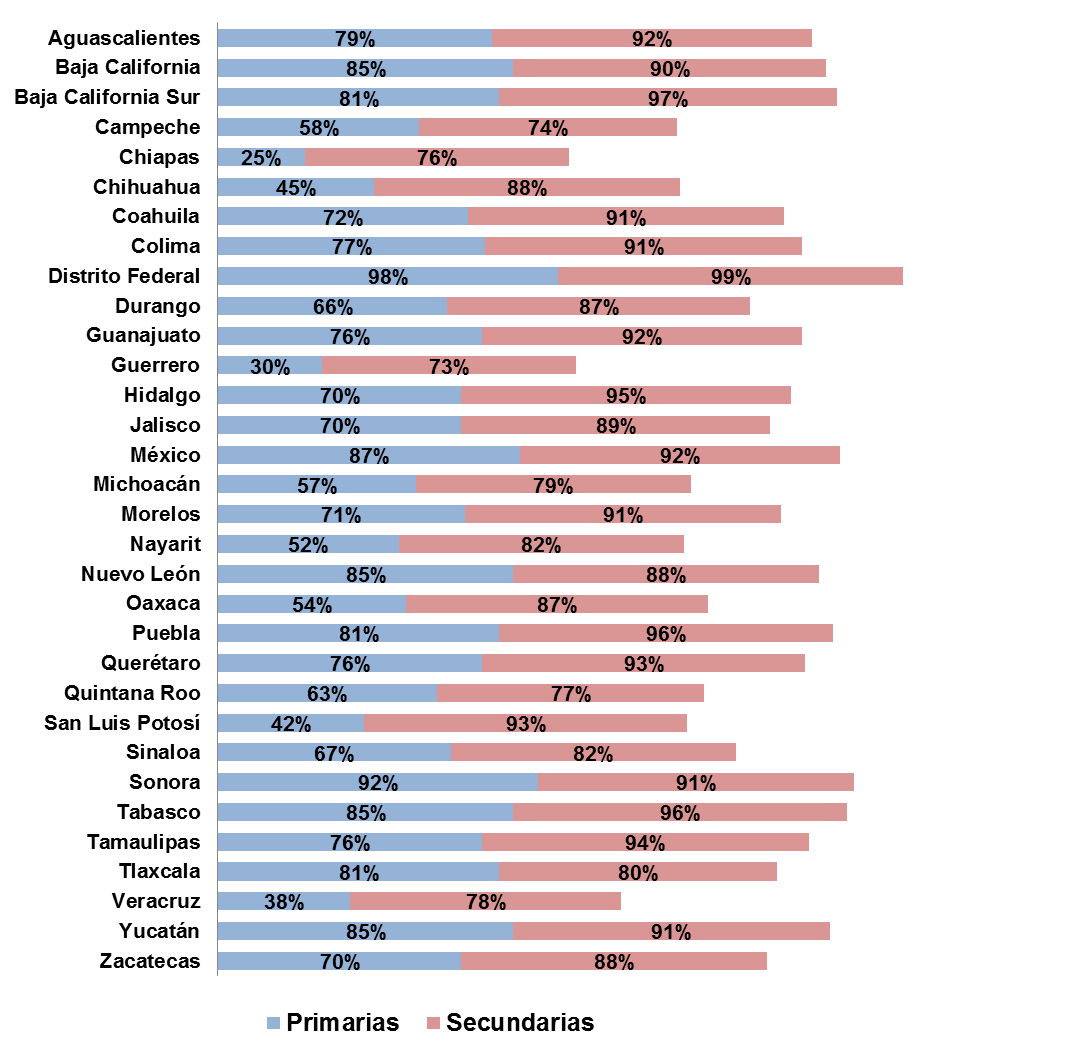 Aguascalientes 79% 92%
Baja California 85% 90%
Baja California Sur 81% 97%
Campeche 58% 74%
Chiapas 25% 76%
Chihuahua 45% 88%
Coahuila 72% 91%
Colima 77% 91%
Distrito Federal 98% 99%
Durango 66% 87%
Guanajuato 76% 92%
Guerrero 30% 73%
Hidalgo 70% 95%
Jalisco 70% 89%
México 87% 92%
Michoacán 57% 79%
Morelos 71% 91%
Nayarit 52% 82%
Nuevo León 85% 88%
Oaxaca 54% 87%
Puebla 81% 96%
Querétaro 76% 93%
Quintana Roo 63% 77%
San Luis Potosí 42% 93%
Sinaloa 67% 82%
Sonora 92% 91%
Tabasco 85% 96%
Tamaulipas 76% 94%
Tlaxcala 81% 80%
Veracruz 38% 78%
Yucatán 85% 91%
Zacatecas 70% 88%
Primarias Secundarias